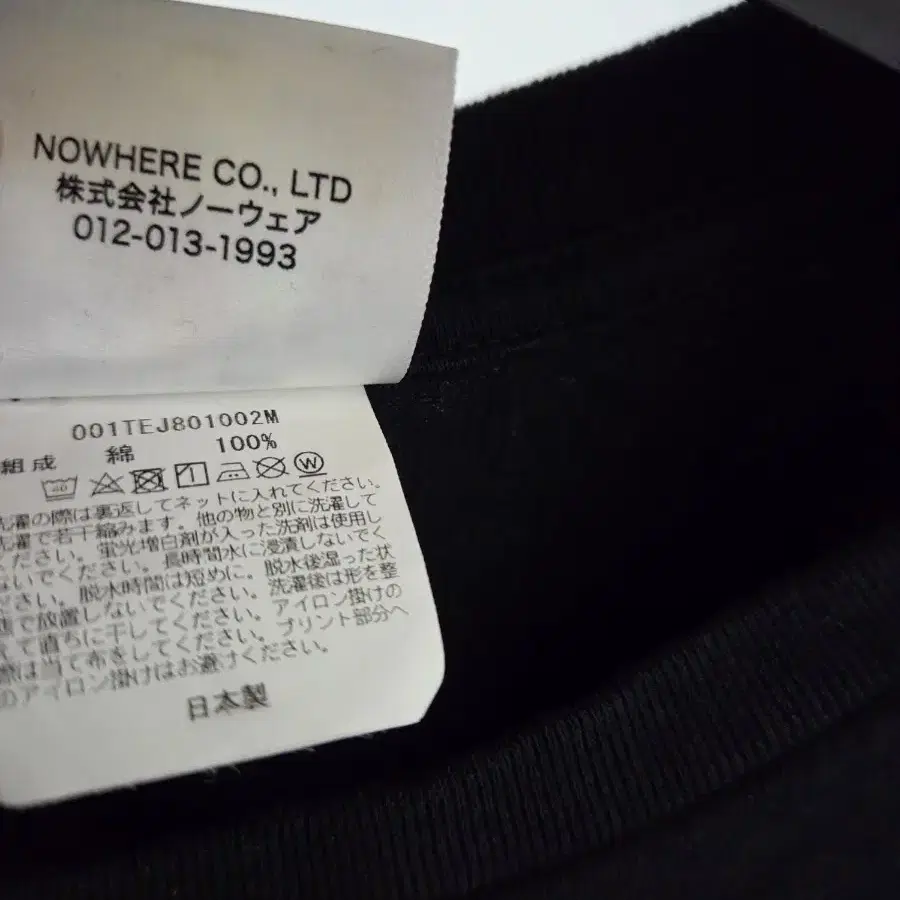 NOWHERE CO., LTD
株式会社ノーウェア
012-013-1993
001TEJ801002M
組成 綿 100%
40 W
洗濯の際は裏返してネットに入れてください。
洗濯で若干縮みます。他の物と別に洗濯して
ください。蛍光増白剤が入った洗剤は使用し
ないでください。長時間水に浸漬しないでく
ださい。脱水時間は短めに。脱水後湿った状
態で放置しないでください。洗濯後は形を整
えて直ちに干してください。アイロン掛けの
際は当て布をしてください。プリント部分へ
のアイロン掛けはお避けください。
日本製